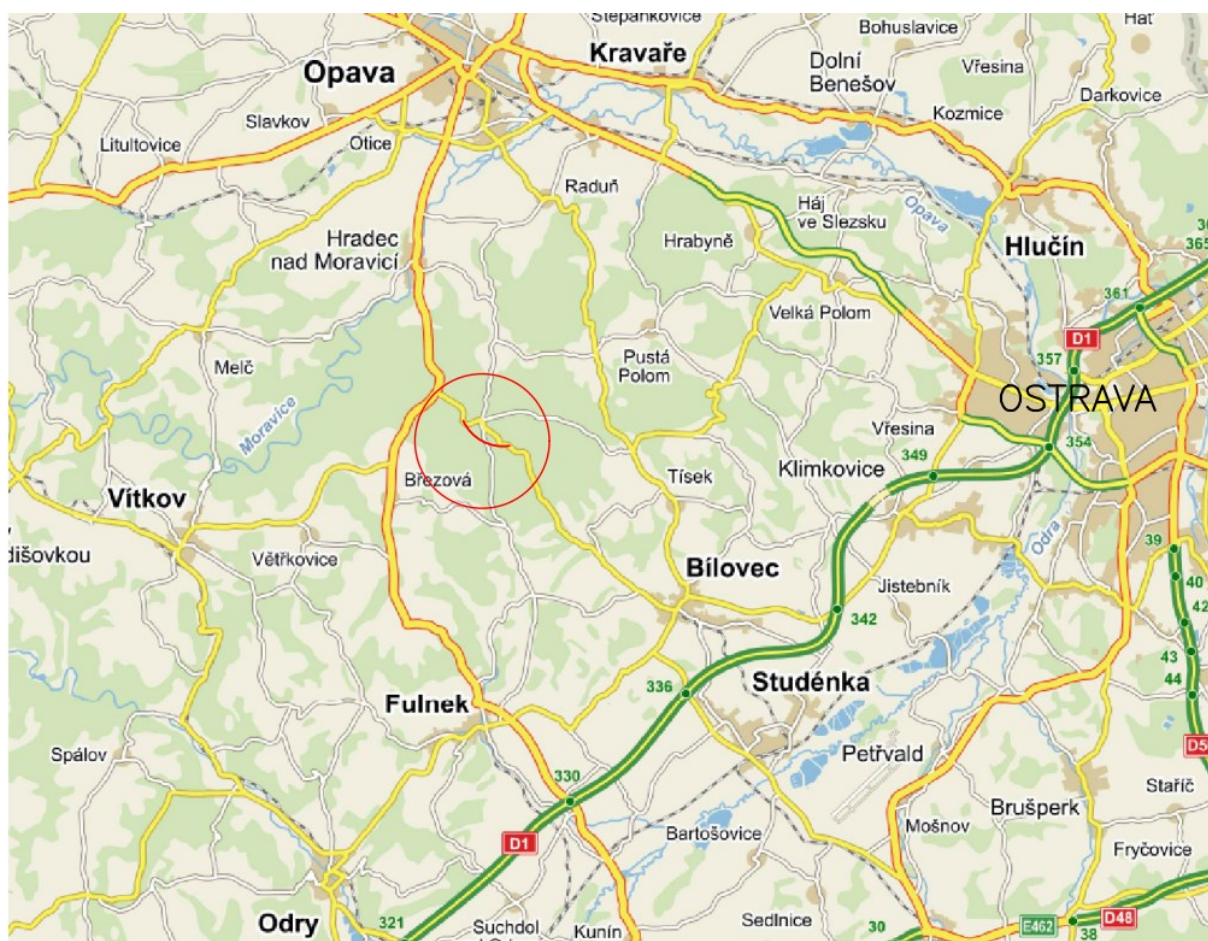 Štěpánkovice
Bohuslavice
Hať
Kravaře
Dolní
Benešov
Vřesina
Opava
Darkovice
Kozmice
Slavkov
Litultovice
Otice
Raduň
Háj
ve Slezsku
Opava
Hradec
nad Moravicí
Hrabyně
Hlučín
365
361
Velká Polom
D1
357
Melč
Pustá
Polom
OSTRAVA
Moravice
Vřesina
354
Klimkovice
349
Březová
Tísek
Vítkov
Odra
39
dišovkou
Větřkovice
Bílovec
Jistebník
40
342
42
43
Studénka
336
44
Fulnek
Petřvald
D5
Spálov
330
Staříč
Brušperk
D1
Bartošovice
Mošnov
Fryčovice
Odry
321
Suchdol
Kunín
Sedlnice
30
E462
D48
38